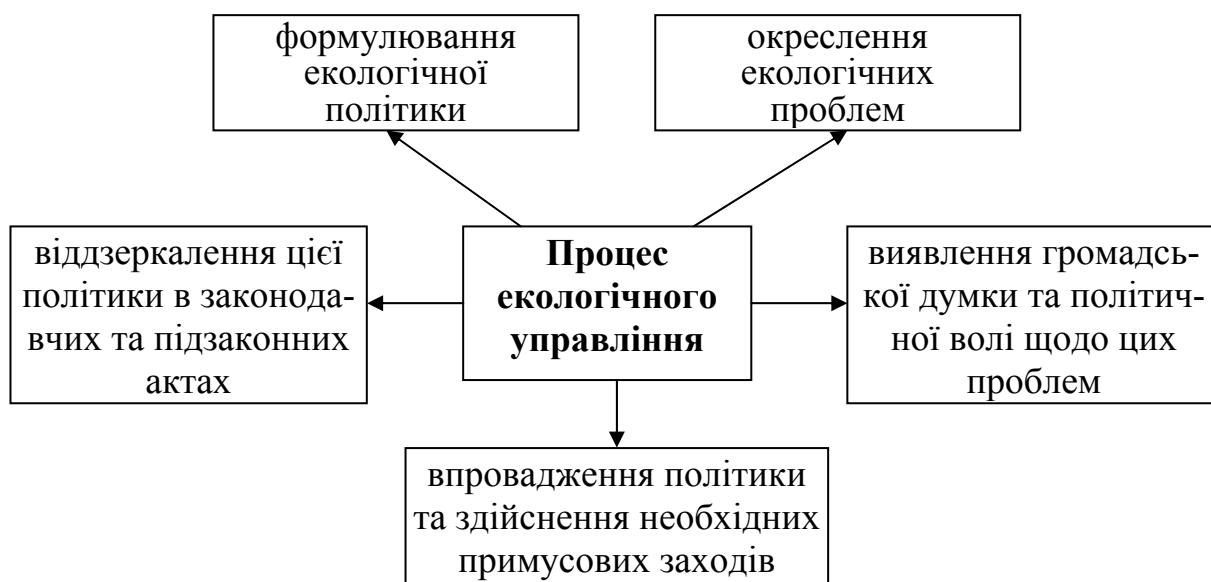 формулювання
екологічної
політики
окреслення
екологічних
проблем
віддзеркалення цієї
політики в законода-
вчих та підзаконних
актах
Процес
екологічного
управління
виявлення громадсь-
кої думки та політич-
ної волі щодо цих
проблем
впровадження політики
та здійснення необхідних
примусових заходів